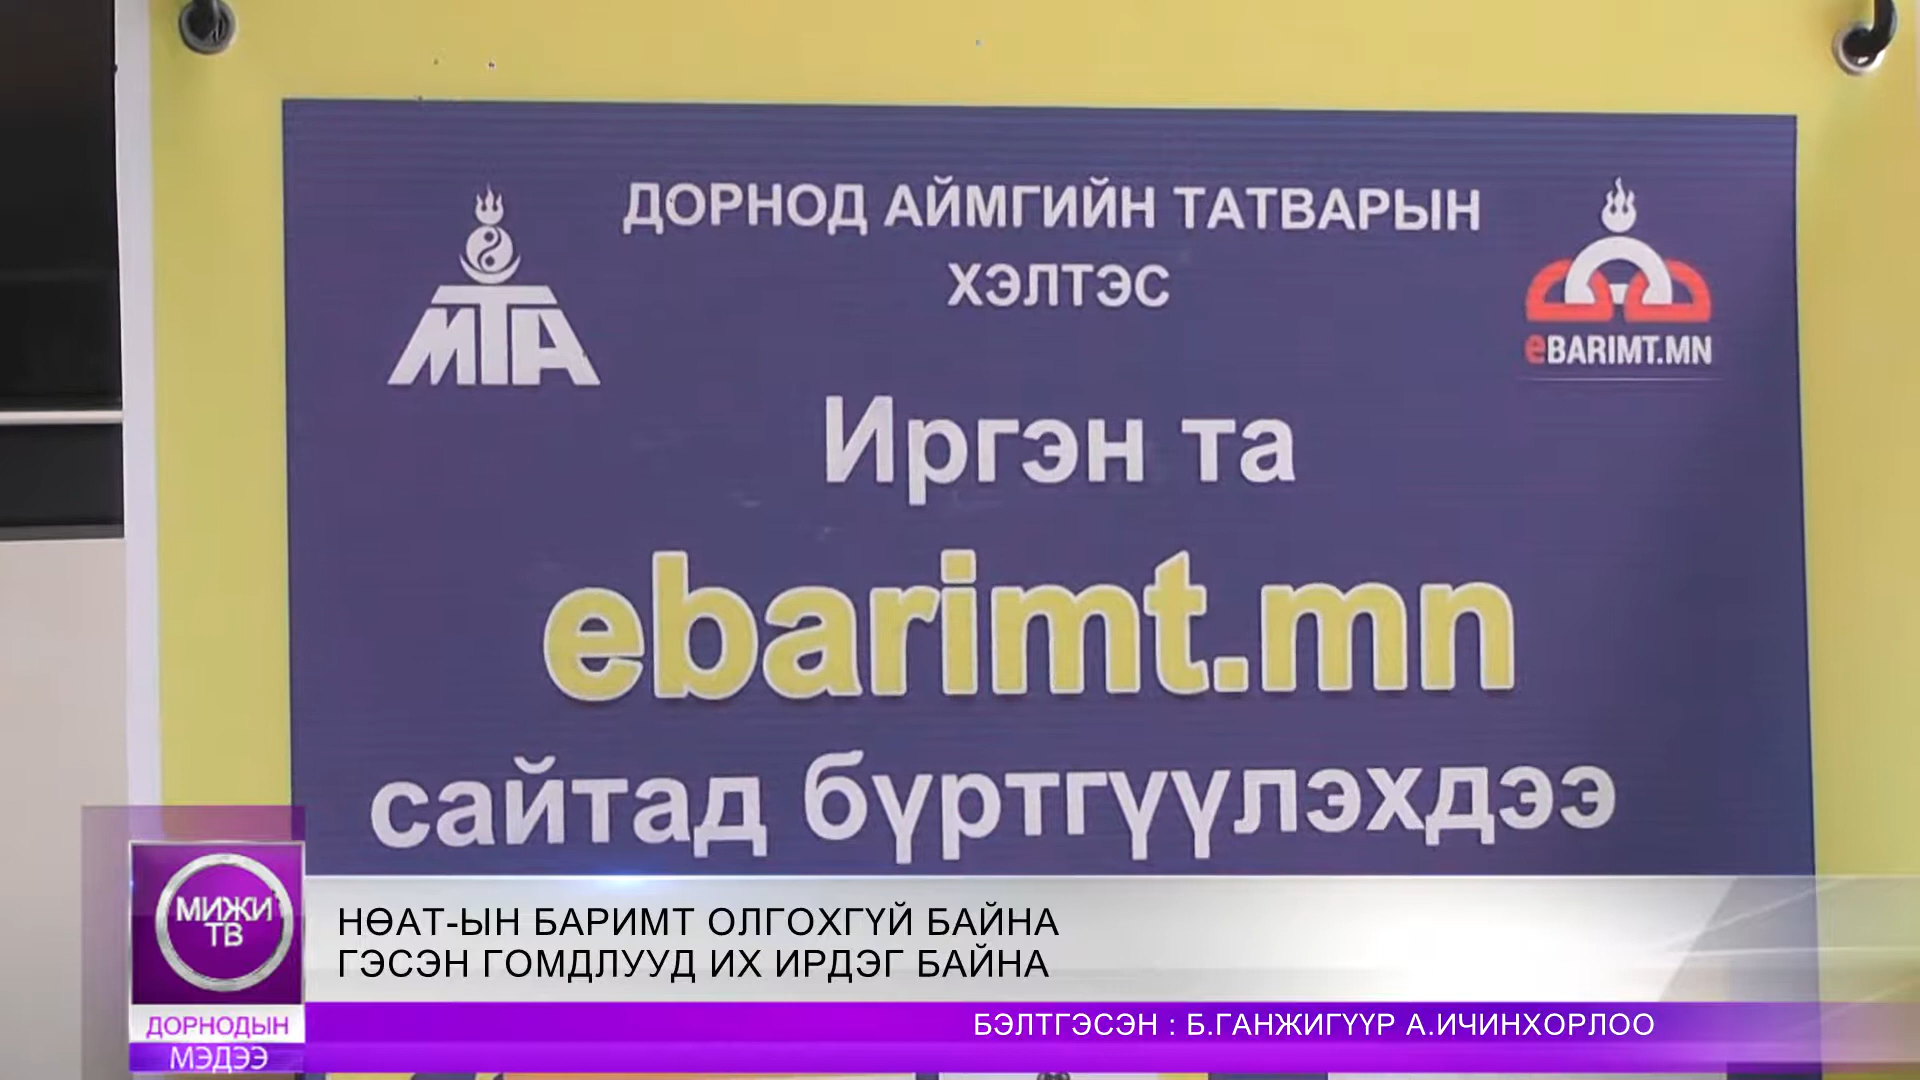 ДОРНОД АЙМГИЙН ТАТВАРЫН
ХЭЛТЭС
МТА
eBARIMT.MN
Иргэн та
ebarimt.mn
сайтад бүртгүүлэхдээ
МИЖИ
ТВ
ДОРНОДЫН
МЭДЭЭ
НӨАТ-ЫН БАРИМТ ОЛГОХГҮЙ БАЙНА
ГЭСЭН ГОМДЛУУД ИХ ИРДЭГ БАЙНА
БЭЛТГЭСЭН : Б.ГАНЖИГҮҮР А.ИЧИНХОРЛОО